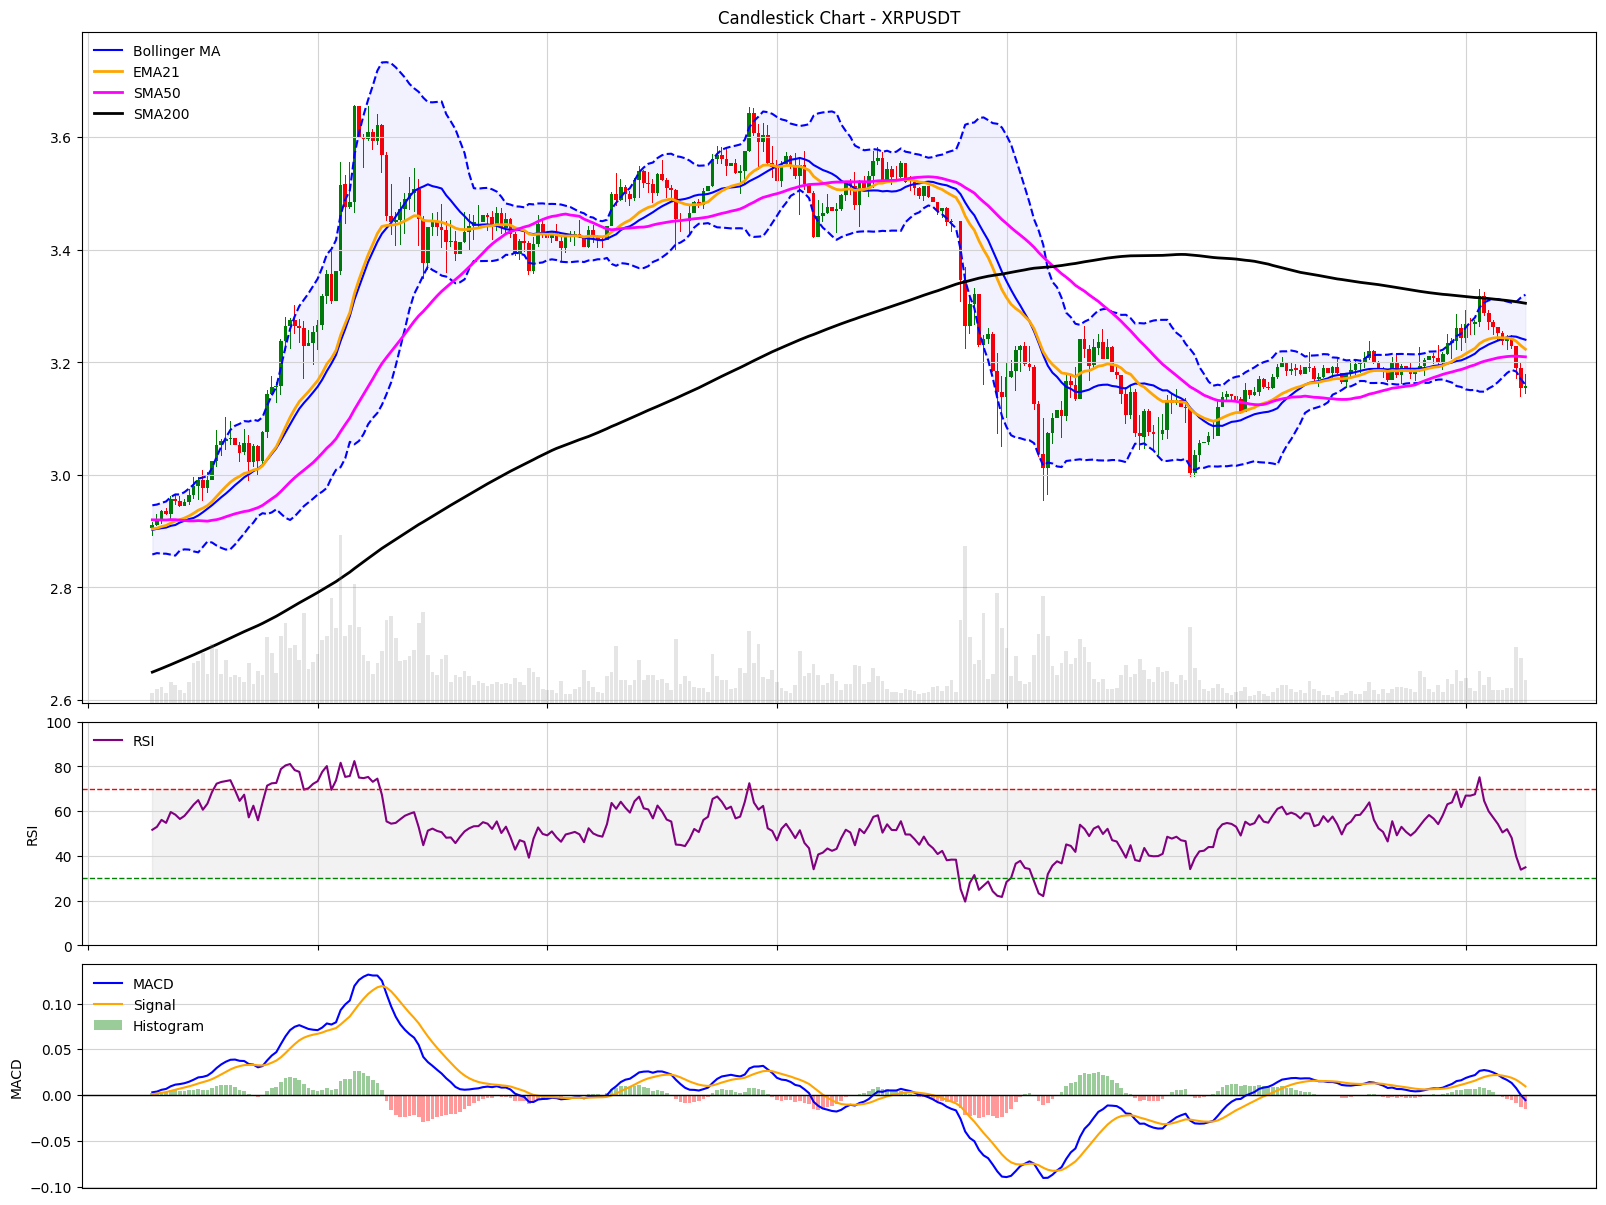 Candlestick Chart - XRPUSDT
Bollinger MA
EMA21
SMA50
SMA200
3.6
3.4
3.2
3.0
2.8
2.6
100
RSI
80
60
RSI
40
20
0
MACD
0.10
Signal
Histogram
0.05
MACD
0.00
−0.05
−0.10